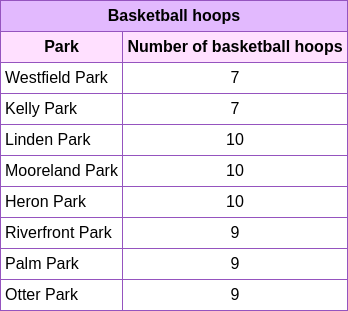 Basketball hoops
Park Number of basketball hoops
Westfield Park 7
Kelly Park 7
Linden Park 10
Mooreland Park 10
Heron Park 10
Riverfront Park 9
Palm Park 9
Otter Park 9